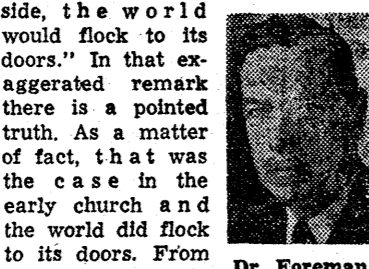 side, the world
would flock to its
doors." In that ex-
aggerated remark
there is a pointed
truth. As a matter
of fact, that was
the case in the
early church and
the world did flock
to its doors. From
Dr. Foreman